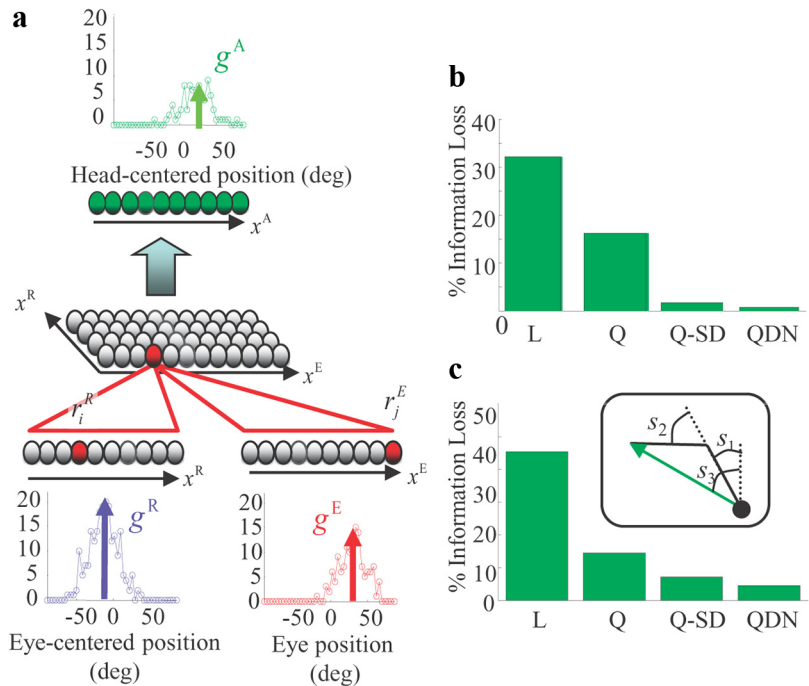 a
20
15
10
5
0
g^A
-50 0 50
Head-centered position (deg)
x^A
x^R
x^E
r_i^R
r_j^E
x^R
x^E
20
15
10
5
0
g^R
-50 0 50
Eye-centered position
(deg)
20
15
10
5
0
g^E
0 50
Eye position
(deg)
b
% Information Loss
40
30
20
10
0
L Q Q-SD QDN
c
% Information Loss
50
40
30
20
10
0
s_2
s_1
s_3
L Q Q-SD QDN